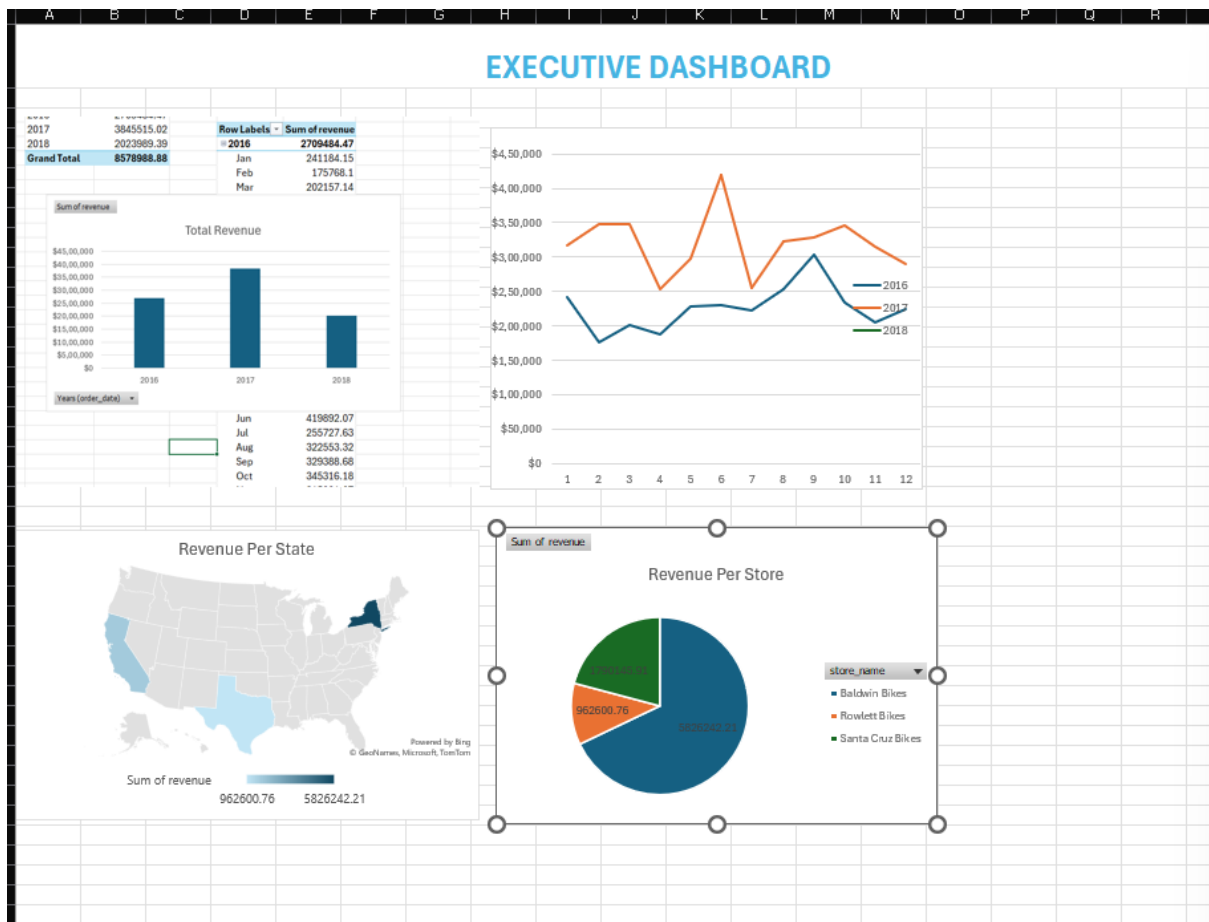 A B C D E F G H I J K L M N O P Q R
EXECUTIVE DASHBOARD
2017 3845515.02
2018 2023989.39
Grand Total 8578988.88
Row Labels Sum of revenue
2016 2709484.47
Jan 241184.15
Feb 175768.1
Mar 202157.14
Sum of revenue
Total Revenue
$45,00,000
$40,00,000
$35,00,000
$30,00,000
$25,00,000
$20,00,000
$15,00,000
$10,00,000
$5,00,000
$0
2016 2017 2018
Years (order_date)
Jun 419892.07
Jul 255727.63
Aug 322553.32
Sep 329388.68
Oct 345316.18
$4,50,000
$4,00,000
$3,50,000
$3,00,000
$2,50,000
$2,00,000
$1,50,000
$1,00,000
$50,000
$0
1 2 3 4 5 6 7 8 9 10 11 12
2016
2017
2018
Revenue Per State
Powered by Bing
© GeoNames, Microsoft, TomTom
Sum of revenue
962600.76 5826242.21
Sum of revenue
Revenue Per Store
962600.76
5826242.21
store_name
Baldwin Bikes
Rowlett Bikes
Santa Cruz Bikes